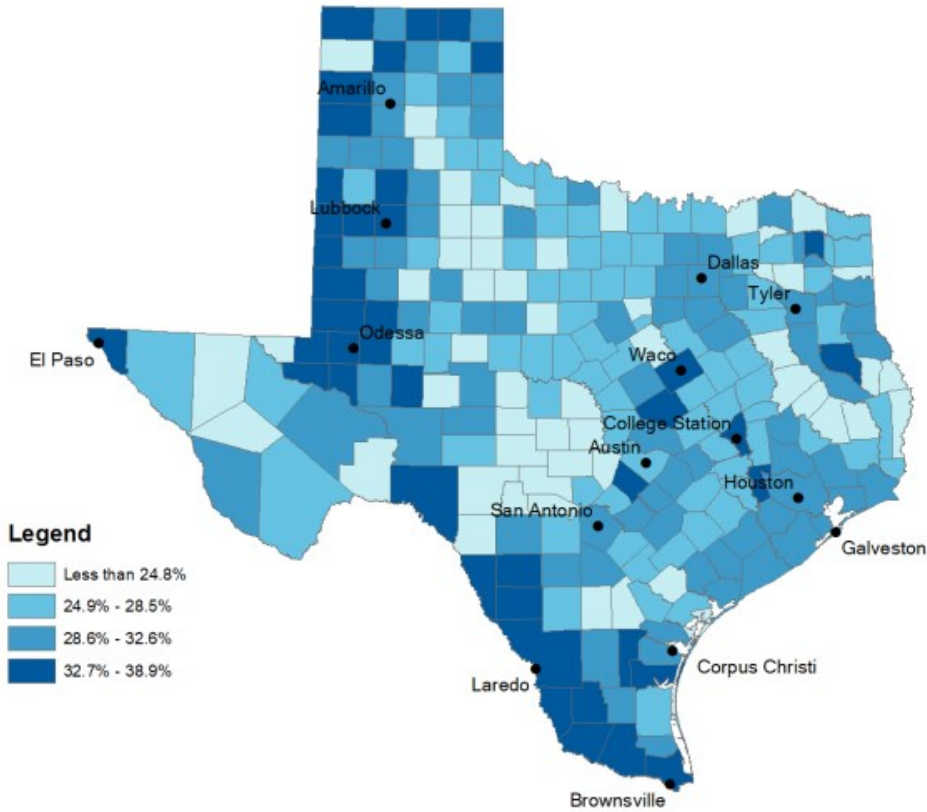 Amarillo
Lubbock
Dallas
Tyler
Odessa
El Paso
Waco
College Station
Austin
Houston
San Antonio
Galveston
Legend
Less than 24.8%
24.9% - 28.5%
28.6% - 32.6%
32.7% - 38.9%
Corpus Christi
Laredo
Brownsville